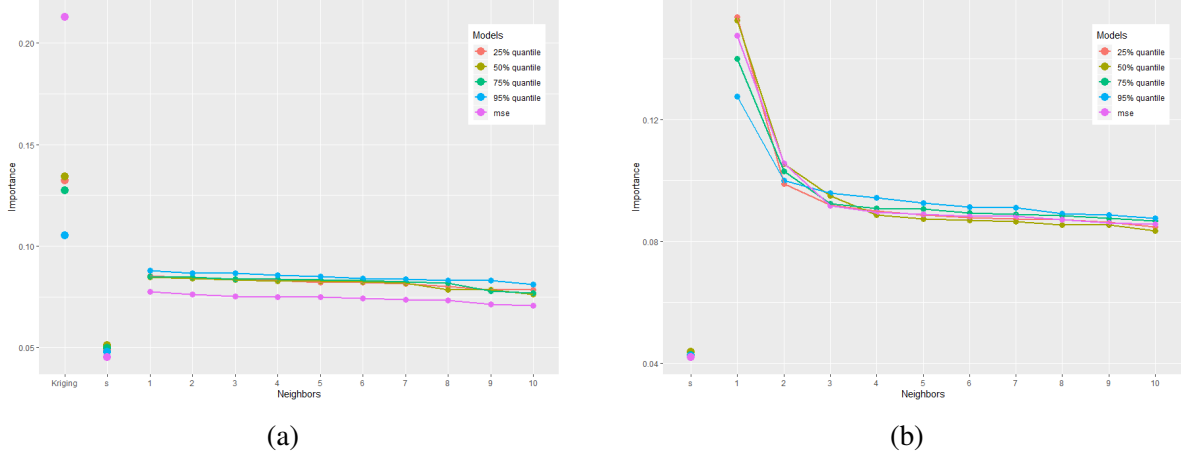 0.20
0.15
0.10
0.05
Importance
Kriging s 1 2 3 4 5 6 7 8 9 10
Neighbors
Models
25% quantile
50% quantile
75% quantile
95% quantile
mse
(a)
0.12
0.08
0.04
Importance
s 1 2 3 4 5 6 7 8 9 10
Neighbors
Models
25% quantile
50% quantile
75% quantile
95% quantile
mse
(b)